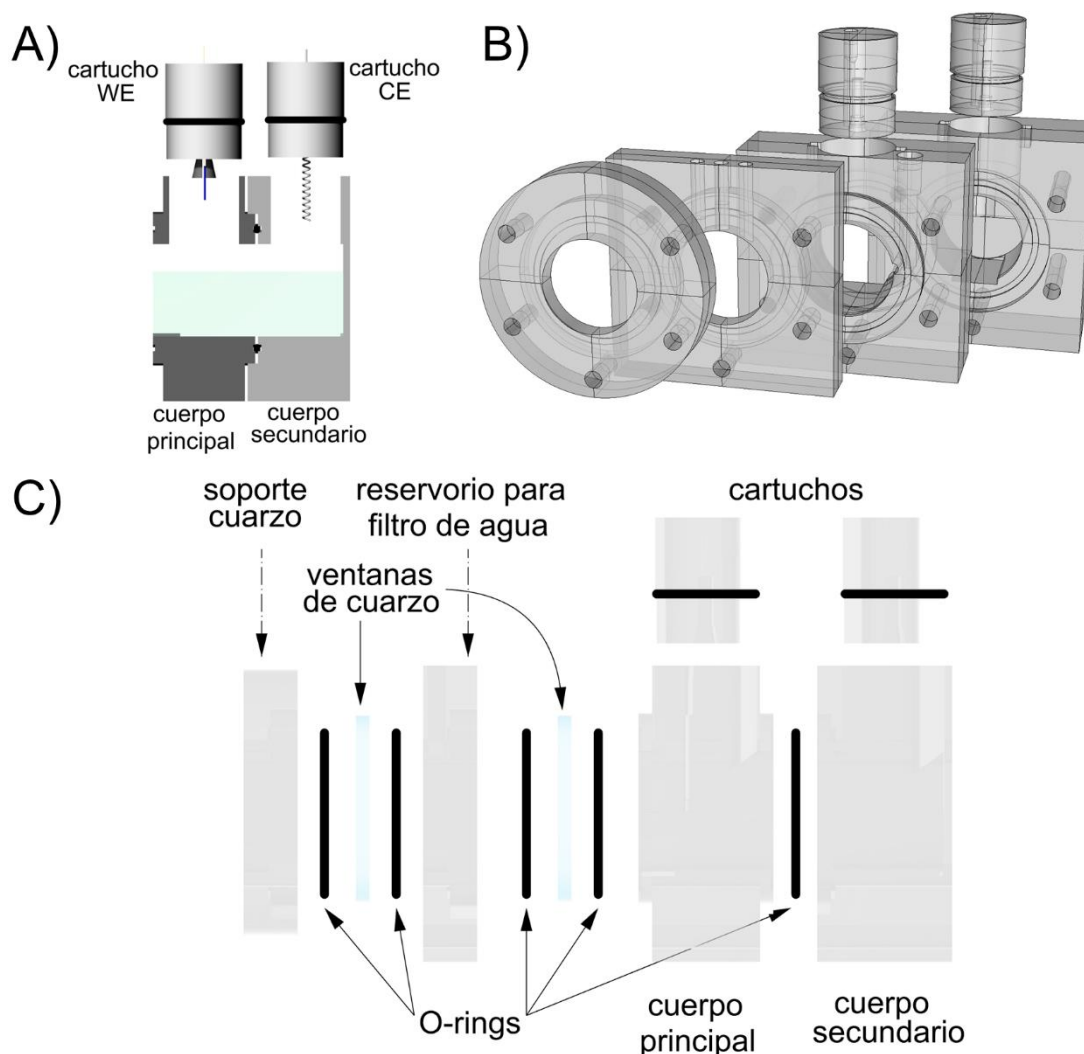 A)
cartucho
WE
cartucho
CE
cuerpo
principal
cuerpo
secundario
B)
C)
soporte
cuarzo
reservorio para
filtro de agua
ventanas
de cuarzo
cartuchos
O-rings
cuerpo
principal
cuerpo
secundario